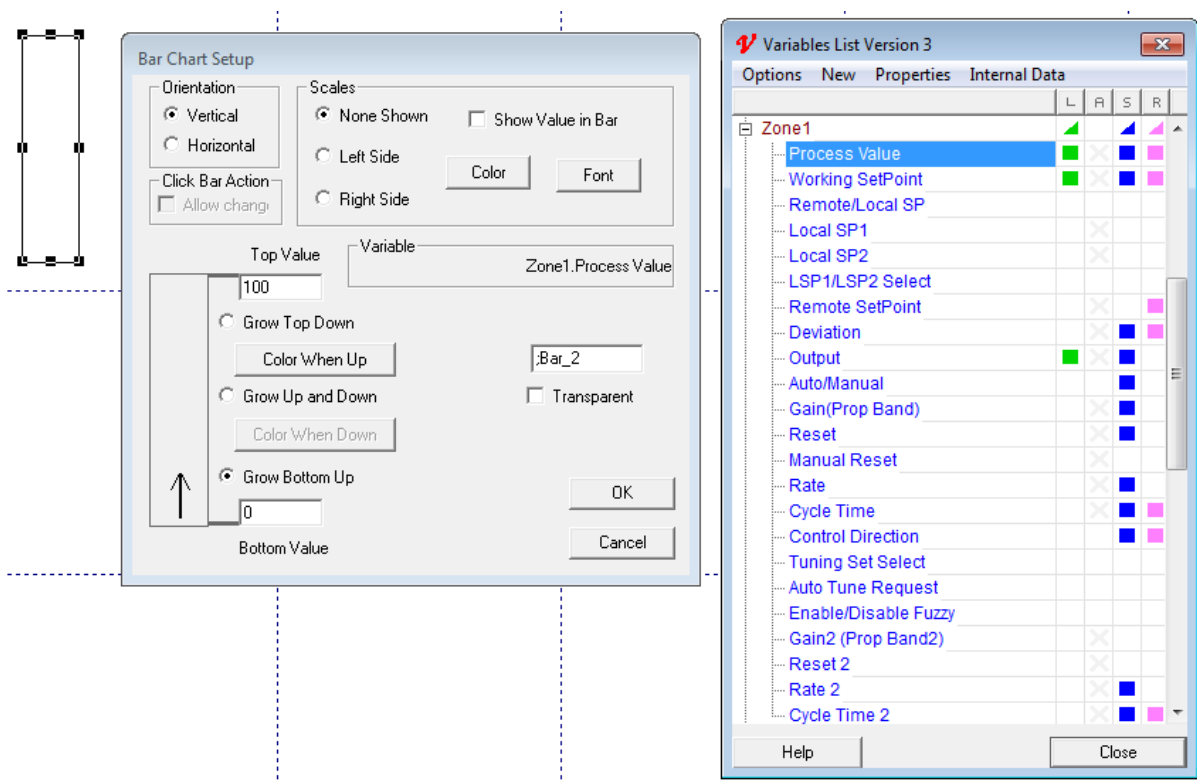 Bar Chart Setup
Orientation
Vertical
Horizontal
Click Bar Action
Allow chang
Scales
None Shown
Left Side
Right Side
Show Value in Bar
Color
Font
Top Value
100
Variable
Zone1.Process Value
Grow Top Down
Color When Up
Grow Up and Down
Color When Down
Grow Bottom Up
0
Bottom Value
;Bar_2
Transparent
OK
Cancel
Variables List Version 3
Options New Properties Internal Data
L A S R
Zone1
Process Value
Working SetPoint
Remote/Local SP
Local SP1
Local SP2
LSP1/LSP2 Select
Remote SetPoint
Deviation
Output
Auto/Manual
Gain(Prop Band)
Reset
Manual Reset
Rate
Cycle Time
Control Direction
Tuning Set Select
Auto Tune Request
Enable/Disable Fuzzy
Gain2 (Prop Band2)
Reset 2
Rate 2
Cycle Time 2
Help
Close